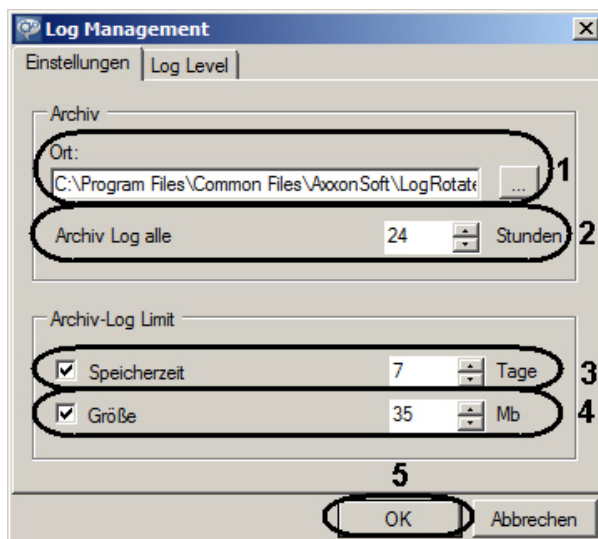 Log Management
Einstellungen Log Level
Archiv
Ort:
C:\Program Files\Common Files\AxxonSoft\LogRotate ... 1
Archiv Log alle 24 Stunden 2
Archiv-Log Limit
Speicherzeit 7 Tage 3
Größe 35 Mb 4
5
OK Abbrechen